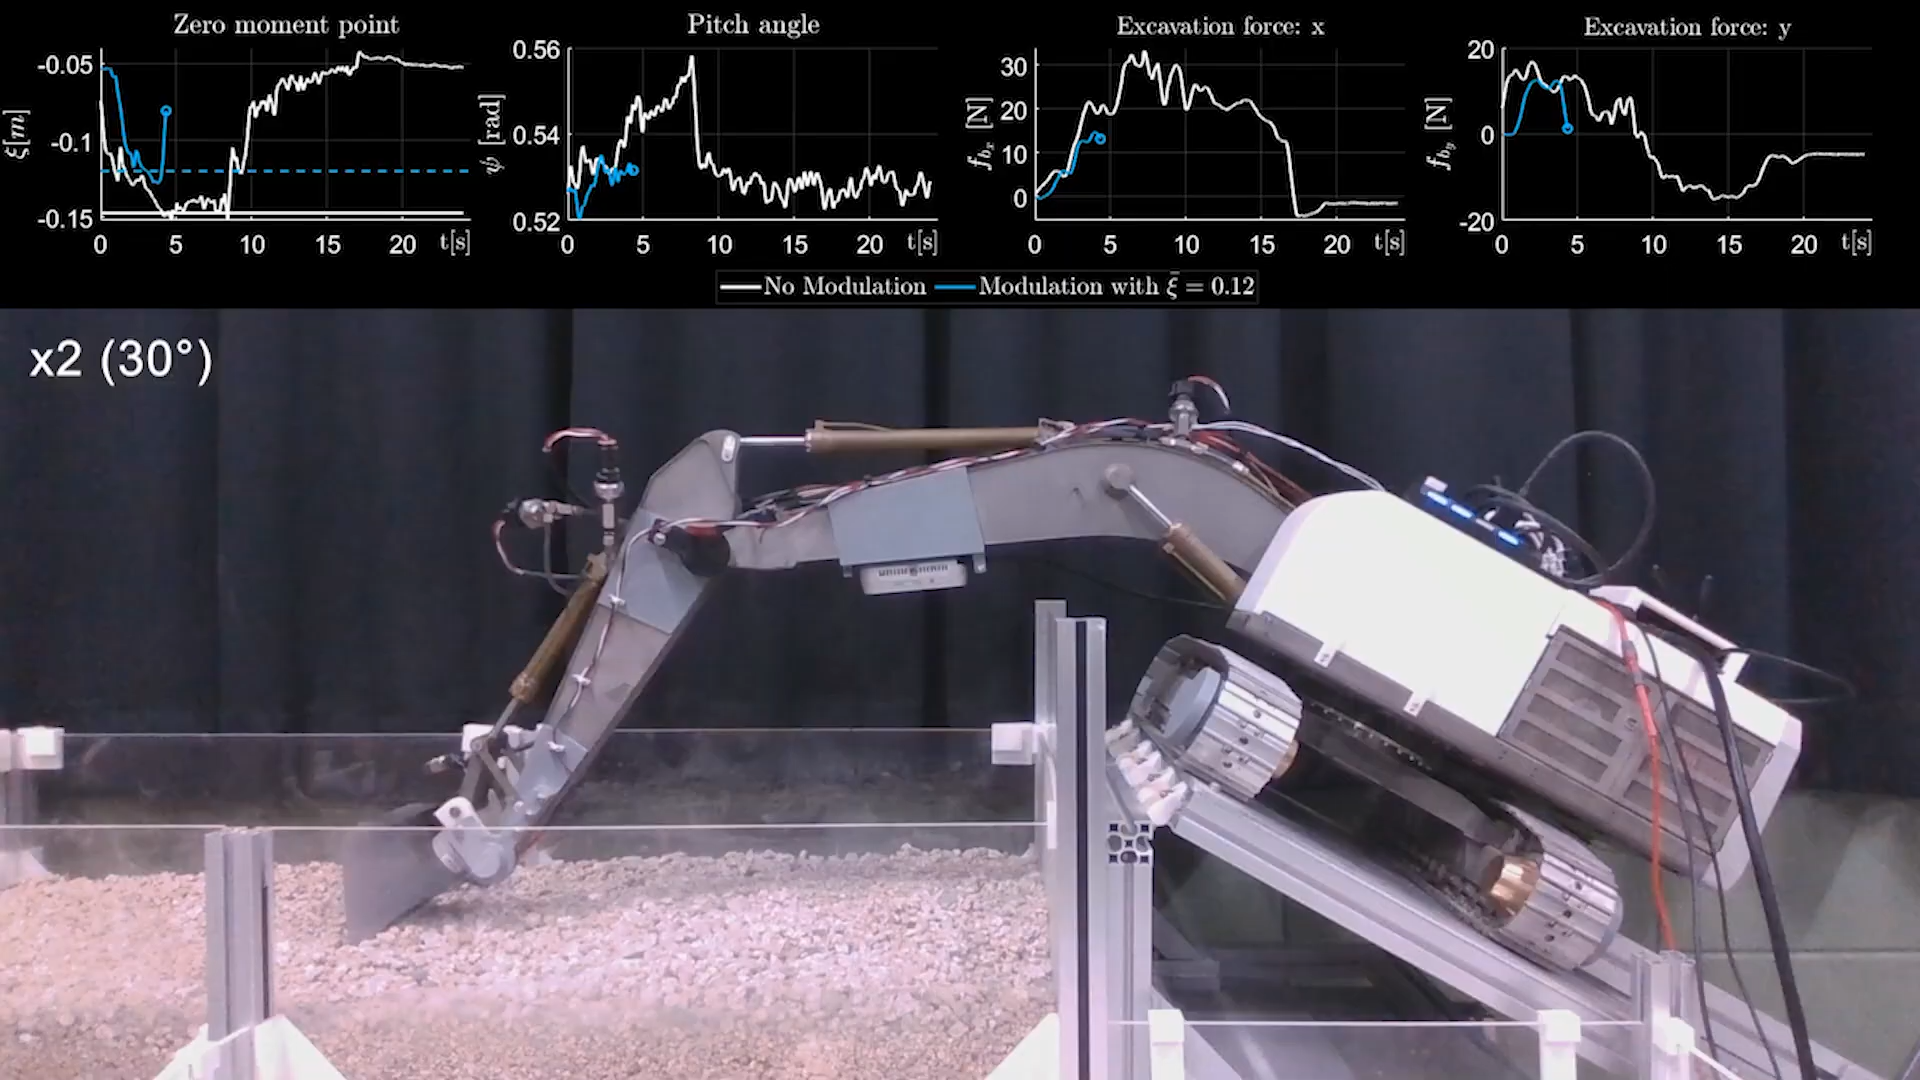 Zero moment point
-0.05
-0.1
-0.15
ξ[m]
0 5 10 15 20 t[s]
Pitch angle
0.56
0.54
0.52
ψ [rad]
0 5 10 15 20 t[s]
Excavation force: x
30
20
10
0
f_{b_x} [N]
0 5 10 15 20 t[s]
Excavation force: y
20
0
-20
f_{b_y} [N]
0 5 10 15 20 t[s]
No Modulation Modulation with ξ̄ = 0.12
x2 (30°)